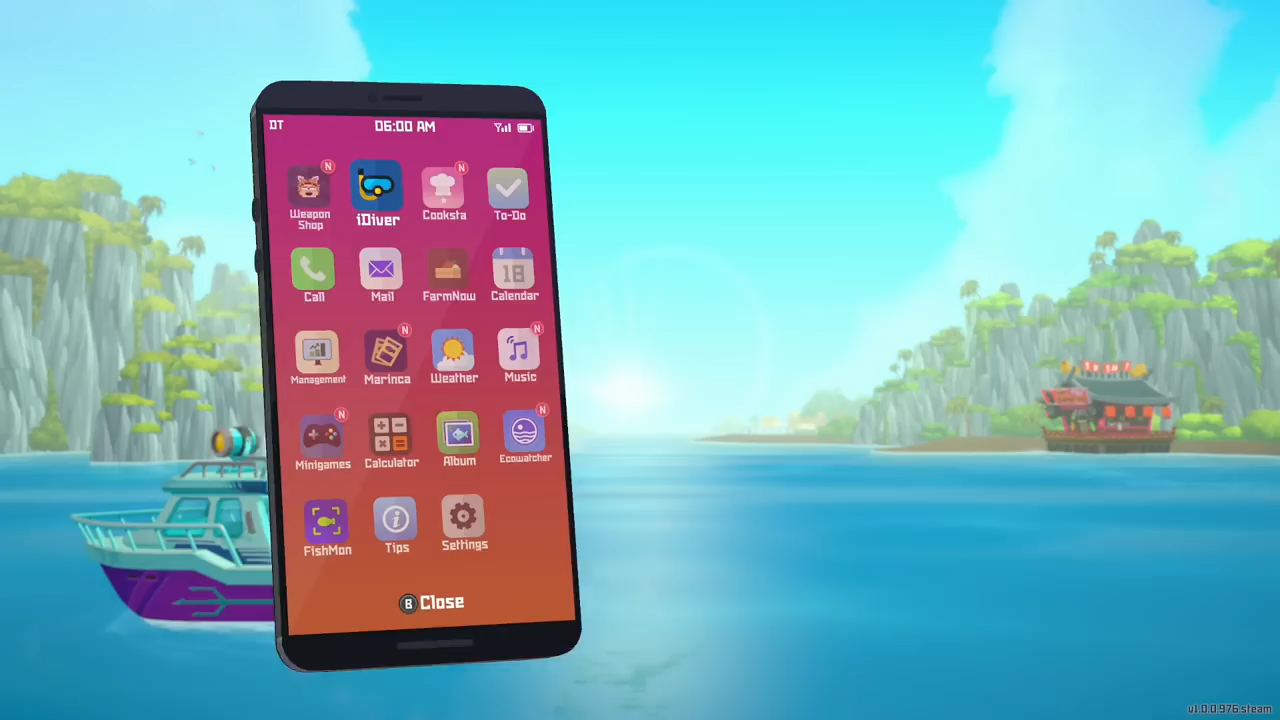 DT
06:00 AM
N
N
Weapon
Shop
iDiver
Cooksta
To-Do
18
Call
Mail
FarmNow
Calendar
N
N
Management
Marinca
Weather
Music
N
N
Minigames
Calculator
Album
Ecowatcher
FishMon
Tips
Settings
B Close
v1.0.0.976.steam